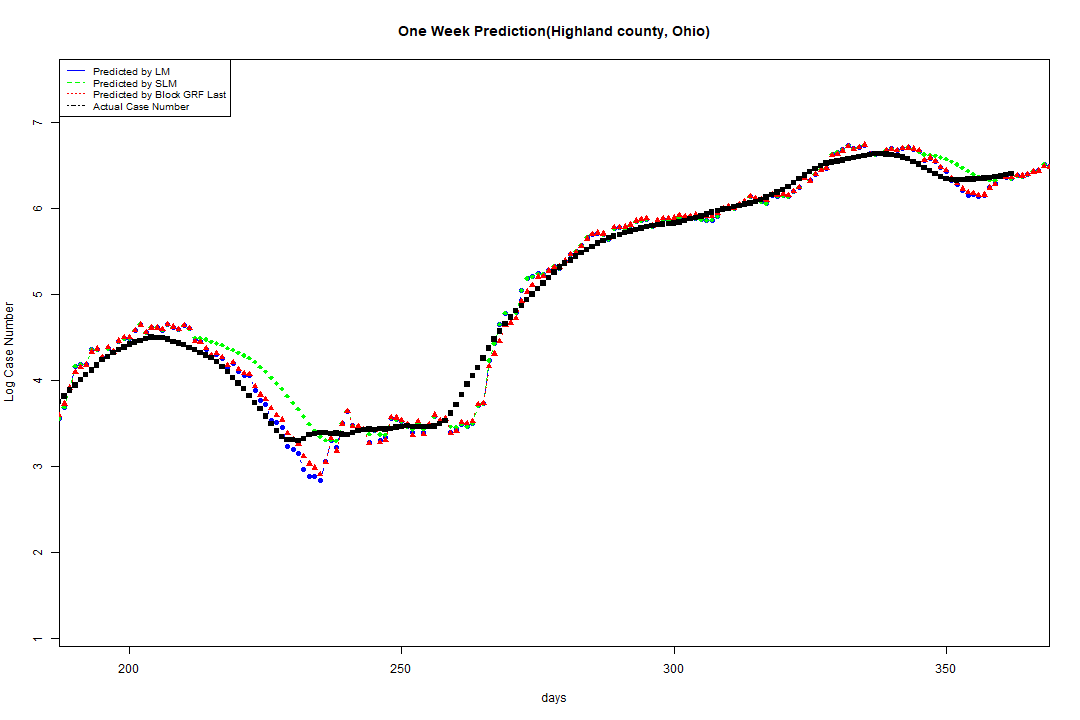 One Week Prediction(Highland county, Ohio)
Predicted by LM
Predicted by SLM
Predicted by Block GRF Last
Actual Case Number
7
6
5
4
3
2
1
Log Case Number
200 250 300 350
days